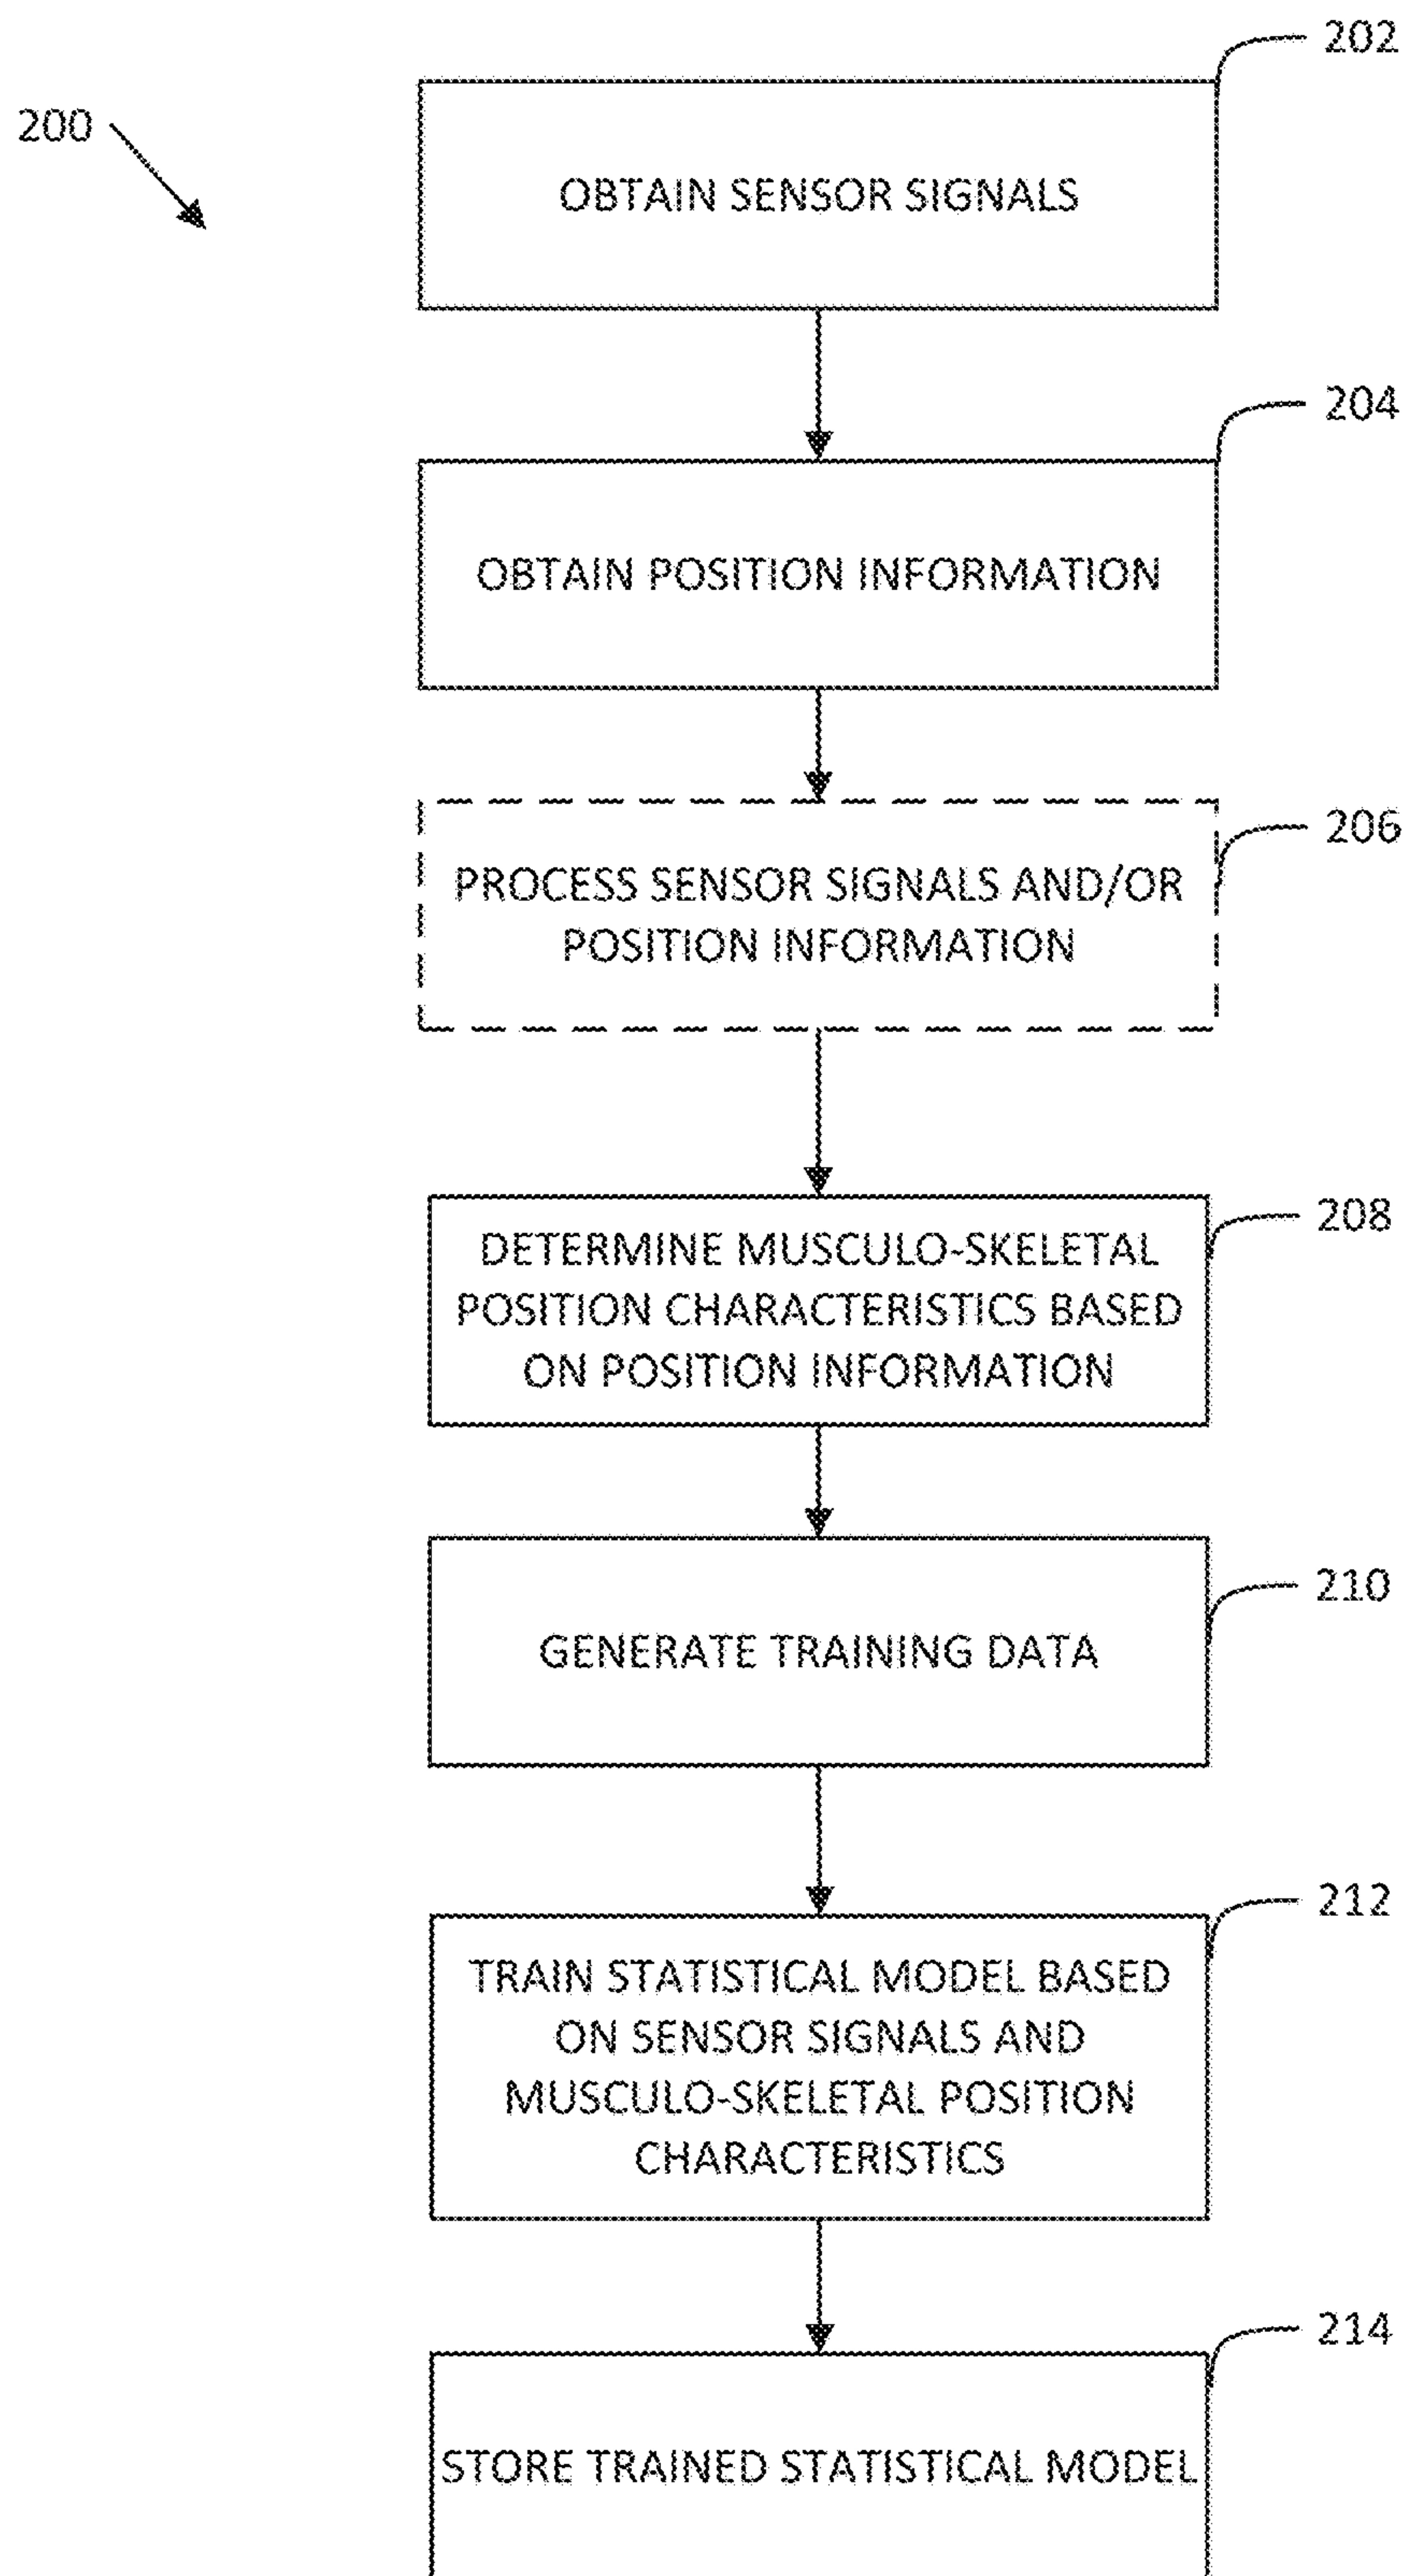 202
200
OBTAIN SENSOR SIGNALS
204
OBTAIN POSITION INFORMATION
206
PROCESS SENSOR SIGNALS AND/OR
POSITION INFORMATION
208
DETERMINE MUSCULO-SKELETAL
POSITION CHARACTERISTICS BASED
ON POSITION INFORMATION
210
GENERATE TRAINING DATA
212
TRAIN STATISTICAL MODEL BASED
ON SENSOR SIGNALS AND
MUSCULO-SKELETAL POSITION
CHARACTERISTICS
214
STORE TRAINED STATISTICAL MODEL